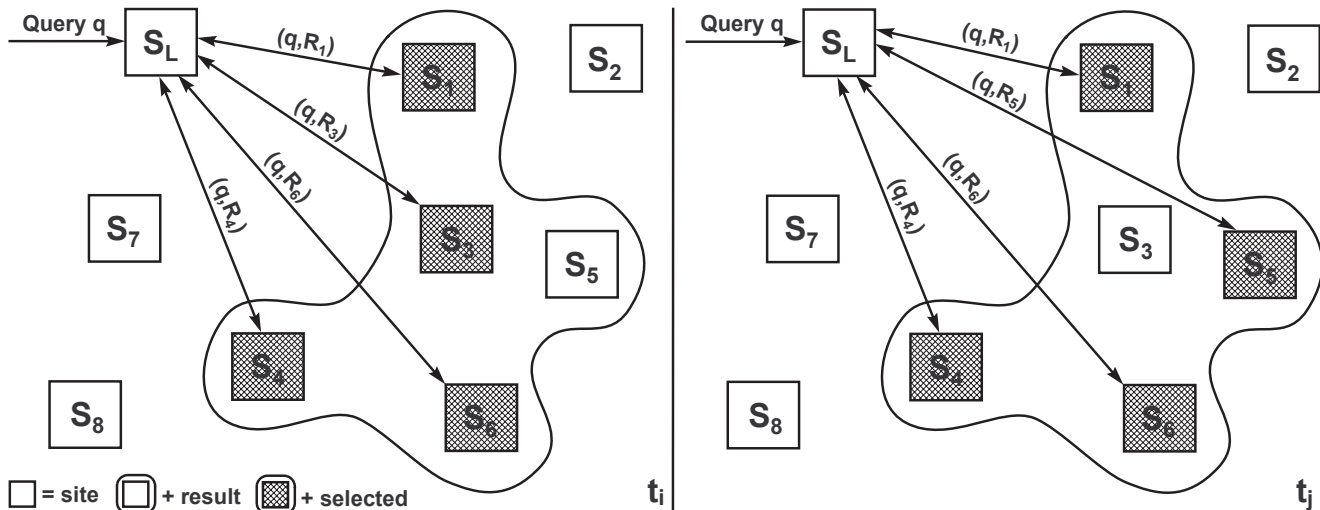 Query q
S_L
(q,R_1)
S_1
S_2
(q,R_3)
(q,R_6)
(q,R_4)
S_7
S_3
S_5
S_4
S_8
S_6
= site
+ result
+ selected
t_i
Query q
S_L
(q,R_1)
S_1
S_2
(q,R_5)
(q,R_6)
(q,R_4)
S_7
S_3
S_5
S_4
S_8
S_6
t_j